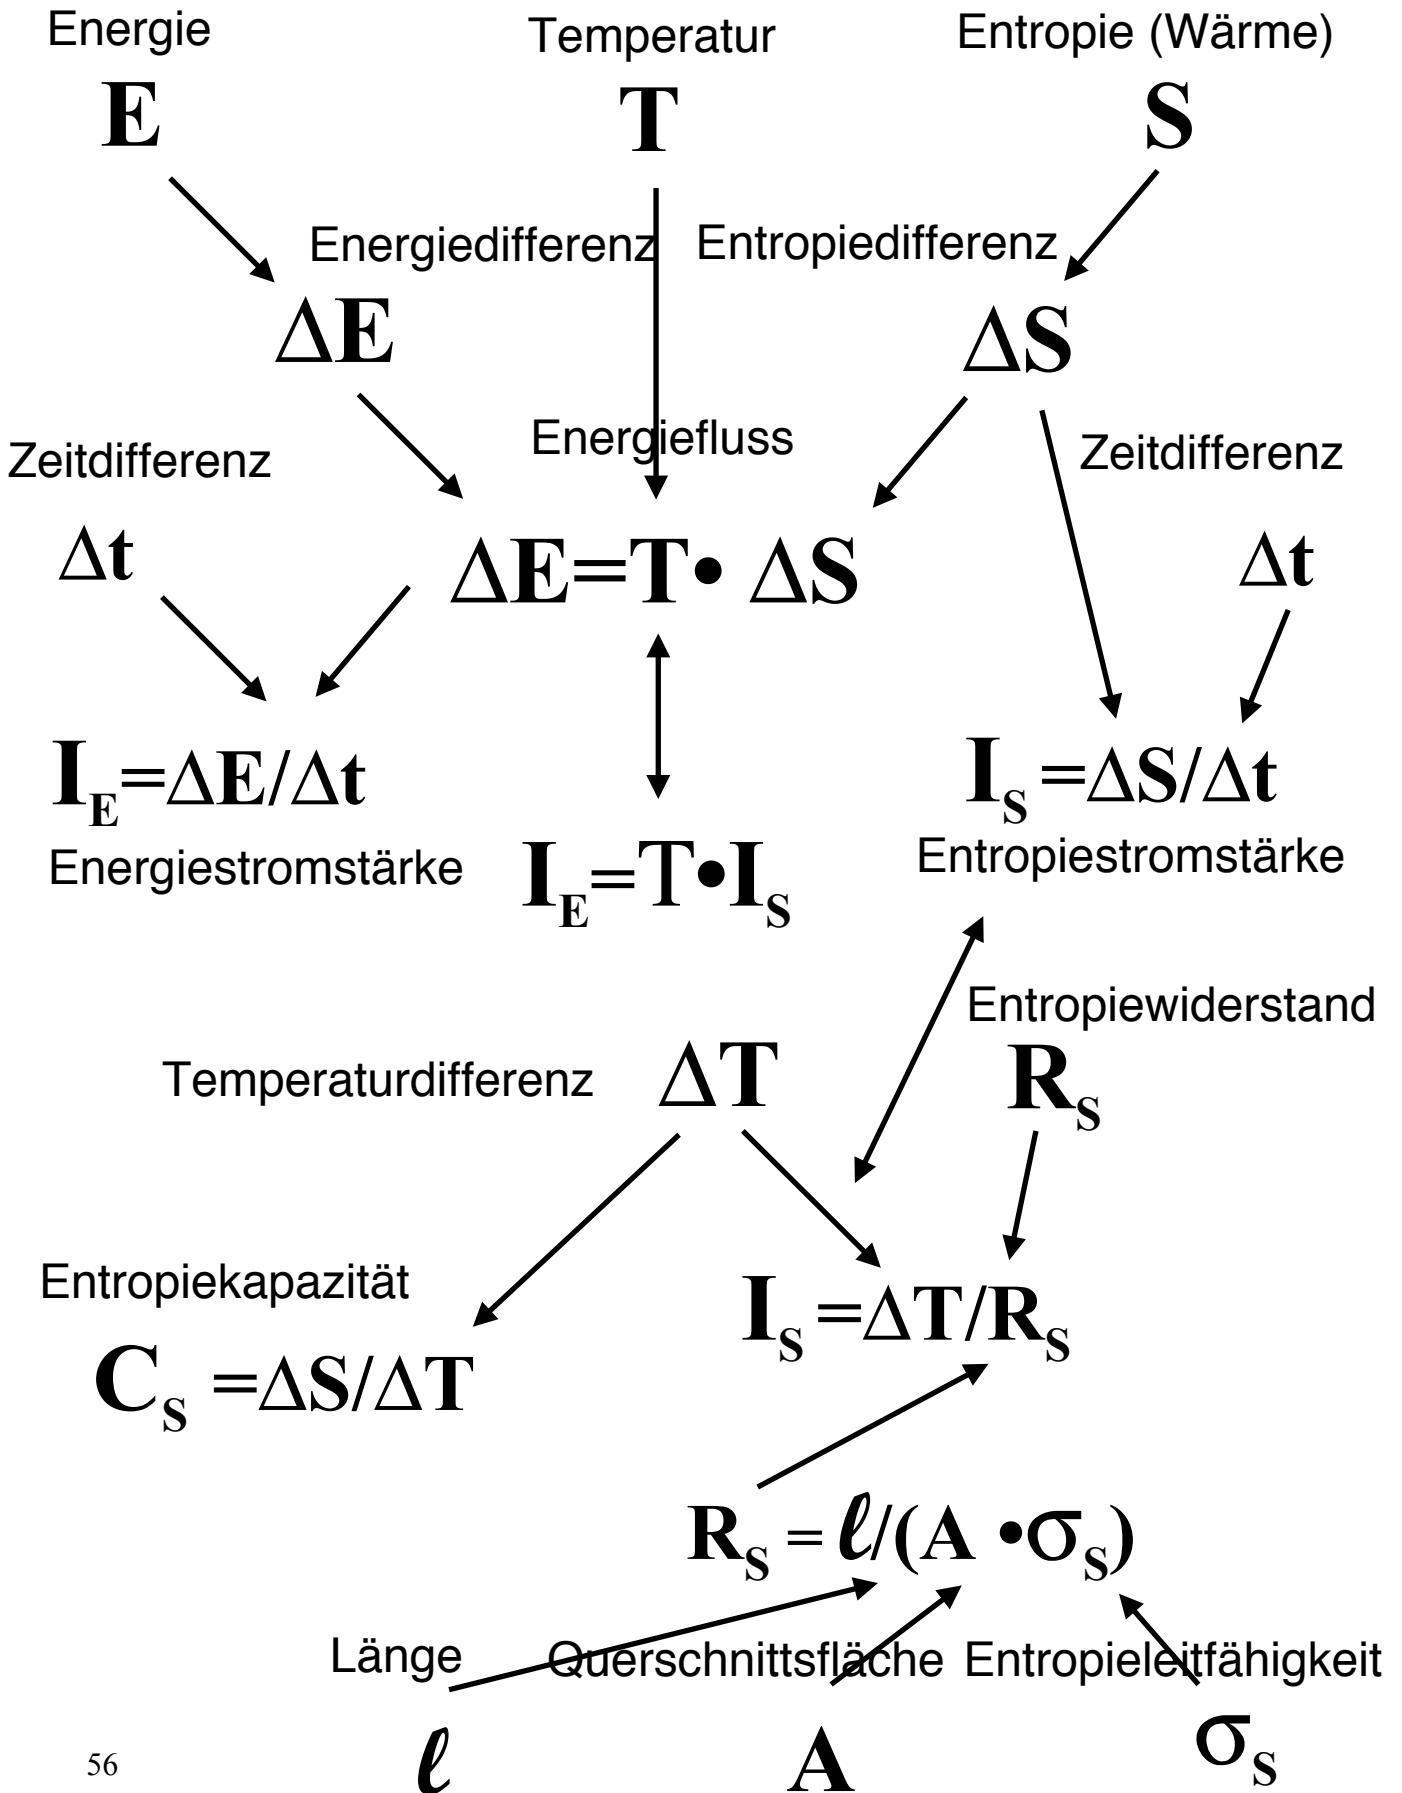 Energie Temperatur Entropie (Wärme)
E T S
Energiedifferenz Entropiedifferenz
ΔE ΔS
Zeitdifferenz Energiefluss Zeitdifferenz
Δt ΔE=T• ΔS Δt
I_E=ΔE/Δt I_S =ΔS/Δt
Energiestromstärke I_E=T•I_S Entropiestromstärke
Entropiewiderstand
Temperaturdifferenz ΔT R_S
Entropiekapazität
C_S =ΔS/ΔT I_S =ΔT/R_S
R_S = ℓ/(A •σ_S)
Länge Querschnittsfläche Entropieleitfähigkeit
ℓ A σ_S
56